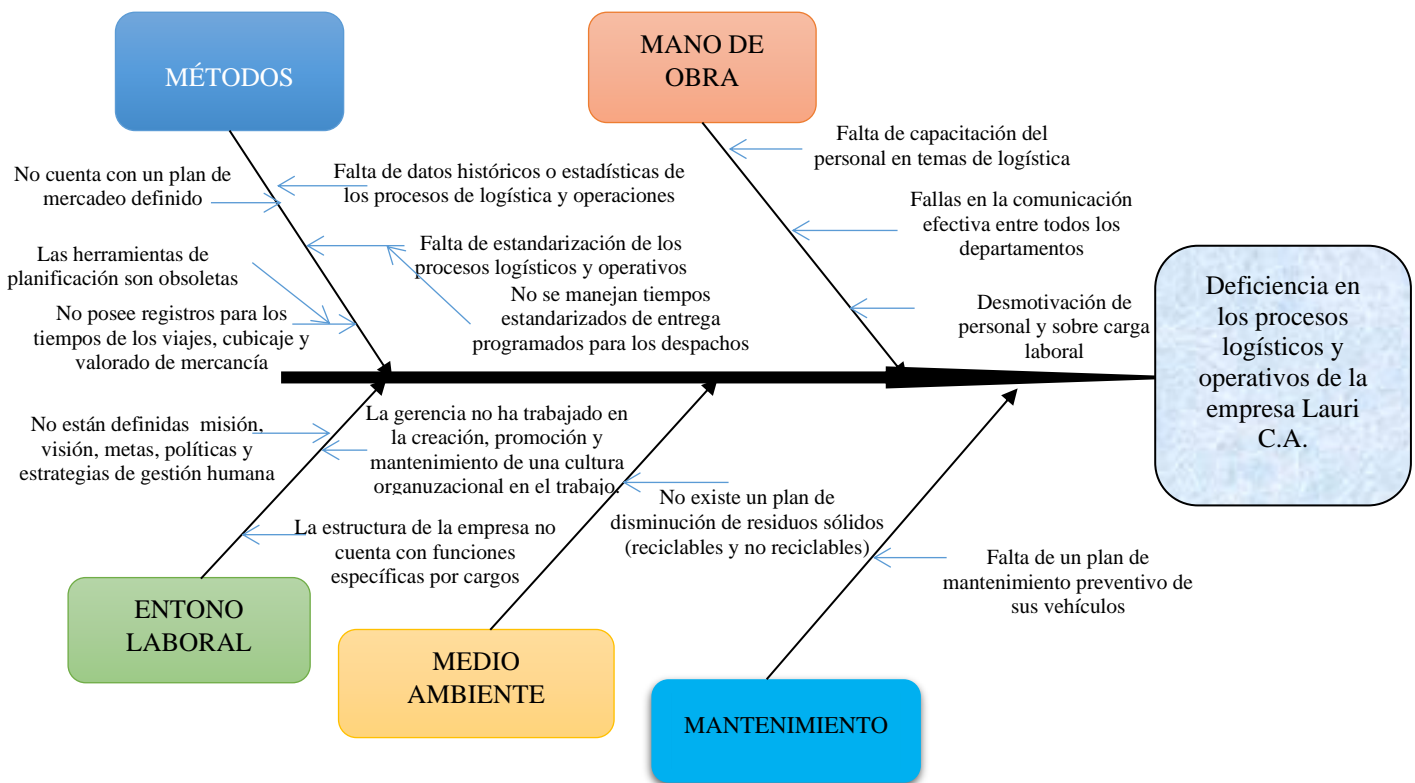 MÉTODOS
MANO DE
OBRA
No cuenta con un plan de
mercadeo definido
Falta de datos históricos o estadísticas de
los procesos de logística y operaciones
Las herramientas de
planificación son obsoletas
Falta de estandarización de los
procesos logísticos y operativos
No posee registros para los
tiempos de los viajes, cubicaje y
valorado de mercancía
No se manejan tiempos
estandarizados de entrega
programados para los despachos
Falta de capacitación del
personal en temas de logística
Fallas en la comunicación
efectiva entre todos los
departamentos
Desmotivación de
personal y sobre carga
laboral
Deficiencia en
los procesos
logísticos y
operativos de la
empresa Lauri
C.A.
No están definidas misión,
visión, metas, políticas y
estrategias de gestión humana
La gerencia no ha trabajado en
la creación, promoción y
mantenimiento de una cultura
organuzacional en el trabajo.
La estructura de la empresa no
cuenta con funciones
específicas por cargos
No existe un plan de
disminución de residuos sólidos
(reciclables y no reciclables)
Falta de un plan de
mantenimiento preventivo de
sus vehículos
ENTONO
LABORAL
MEDIO
AMBIENTE
MANTENIMIENTO